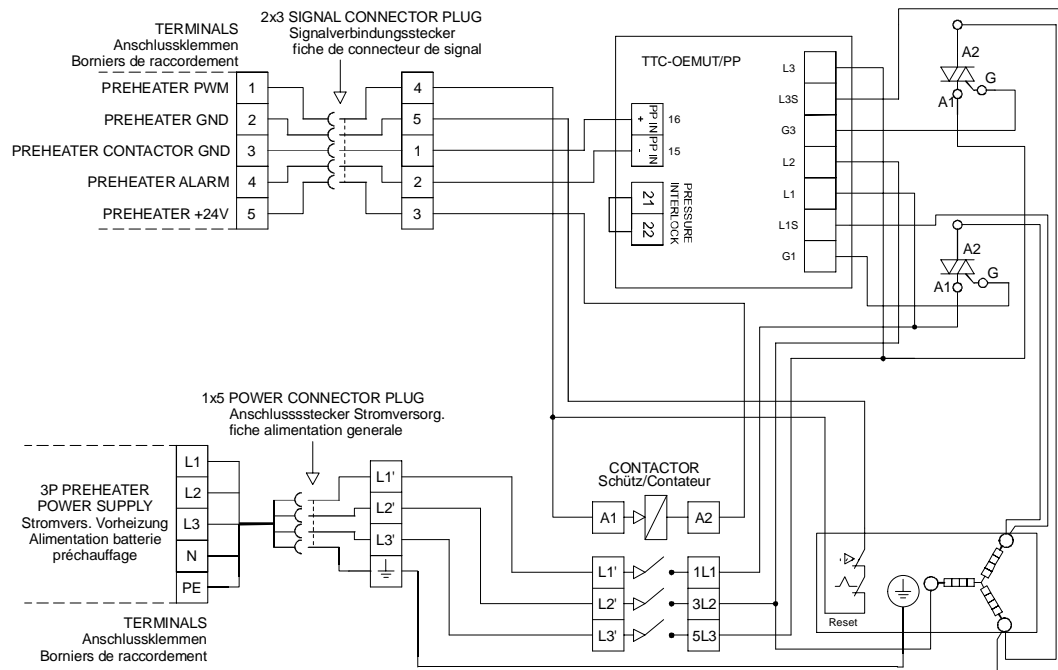 2x3 SIGNAL CONNECTOR PLUG
Signalverbindungsstecker
fiche de connecteur de signal
TERMINALS
Anschlussklemmen
Borniers de raccordement
PREHEATER PWM 1
PREHEATER GND 2
PREHEATER CONTACTOR GND 3
PREHEATER ALARM 4
PREHEATER +24V 5
4
5
1
2
3
TTC-OEMUT/PP
+ PP IN 16
- PP IN 15
21
22
PRESSURE
INTERLOCK
L3
L3S
G3
L2
L1
L1S
G1
A2
G
A1
A2
G
A1
1x5 POWER CONNECTOR PLUG
Anschlusssstecker Stromversorg.
fiche alimentation generale
3P PREHEATER
POWER SUPPLY
Stromvers. Vorheizung
Alimentation batterie
préchauffage
L1
L2
L3
N
PE
TERMINALS
Anschlussklemmen
Borniers de raccordement
L1'
L2'
L3'
CONTACTOR
Schütz/Contateur
A1 A2
L1' 1L1
L2' 3L2
L3' 5L3
Reset